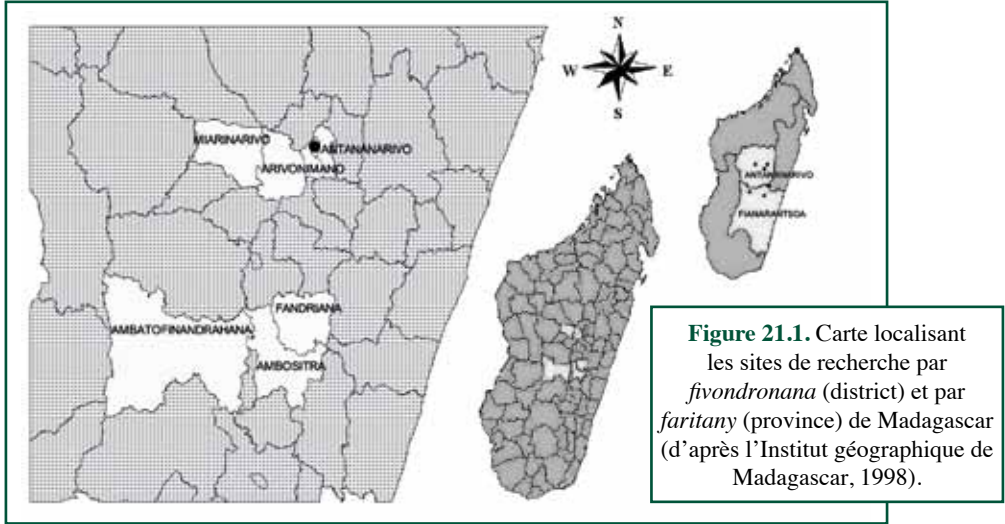 N
W E
S
MIARINARIVO
ANTANANARIVO
ARIVONIMANO
FANDRIANA
AMBATOFINANDRAHANA
AMBOSITRA
ANTANANARIVO
FIANARANTSOA
Figure 21.1. Carte localisant
les sites de recherche par
fivondronana (district) et par
faritany (province) de Madagascar
(d’après l’Institut géographique de
Madagascar, 1998).